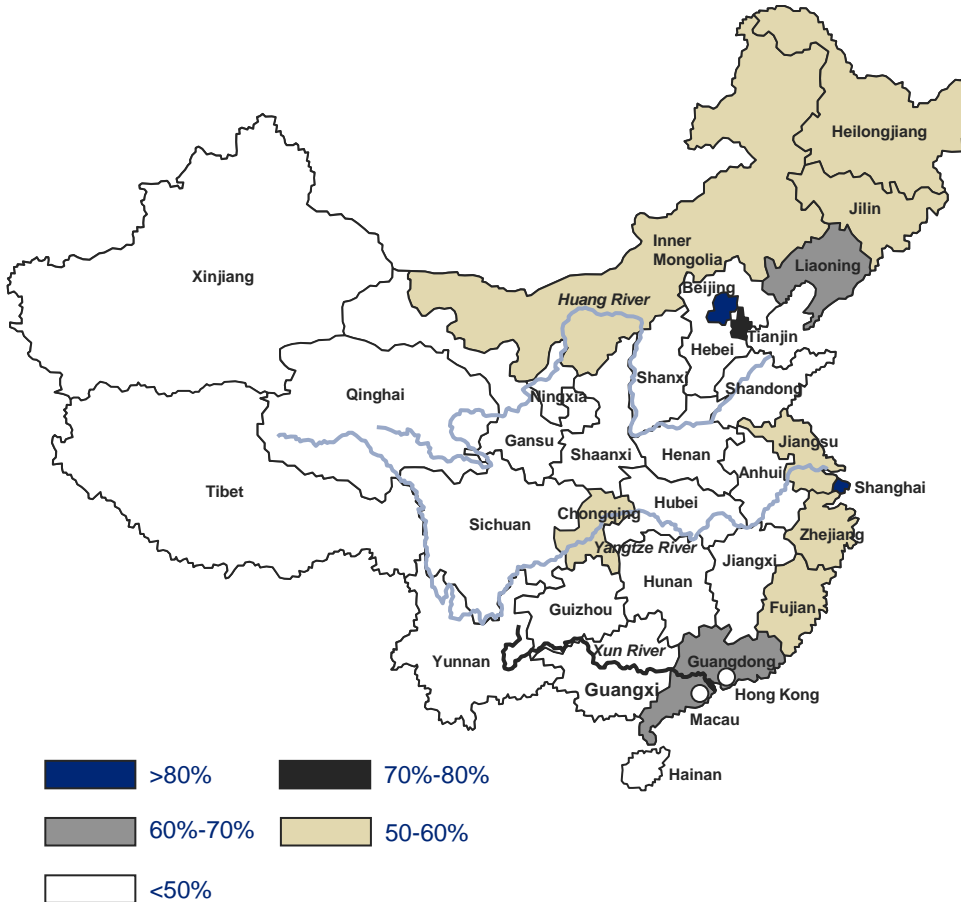 Heilongjiang
Jilin
Inner
Mongolia
Liaoning
Xinjiang
Beijing
Huang River
Tianjin
Hebei
Shanxi
Shandong
Qinghai
Ningxia
Gansu
Jiangsu
Shaanxi
Henan
Anhui
Tibet
Shanghai
Hubei
Chongqing
Sichuan
Zhejiang
Yangtze River
Jiangxi
Hunan
Guizhou
Fujian
Xun River
Yunnan
Guangdong
Guangxi
Hong Kong
Macau
Hainan
>80%
70%-80%
60%-70%
50-60%
<50%